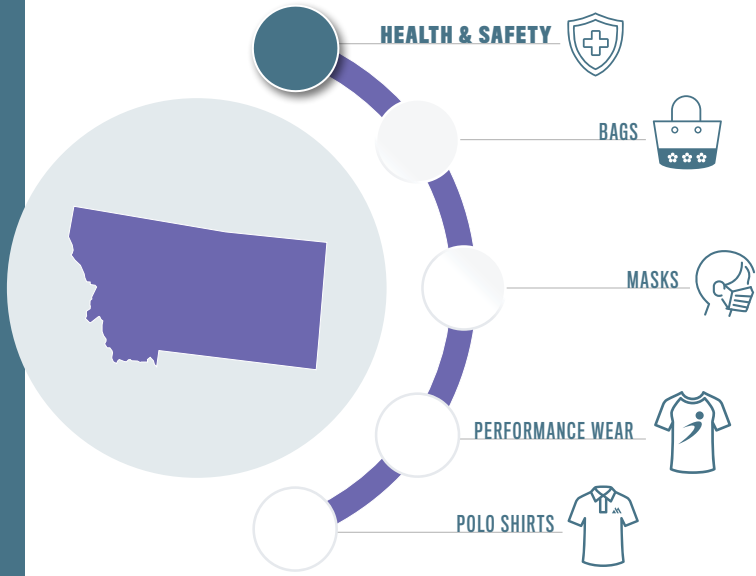 HEALTH & SAFETY
BAGS
MASKS
PERFORMANCE WEAR
POLO SHIRTS